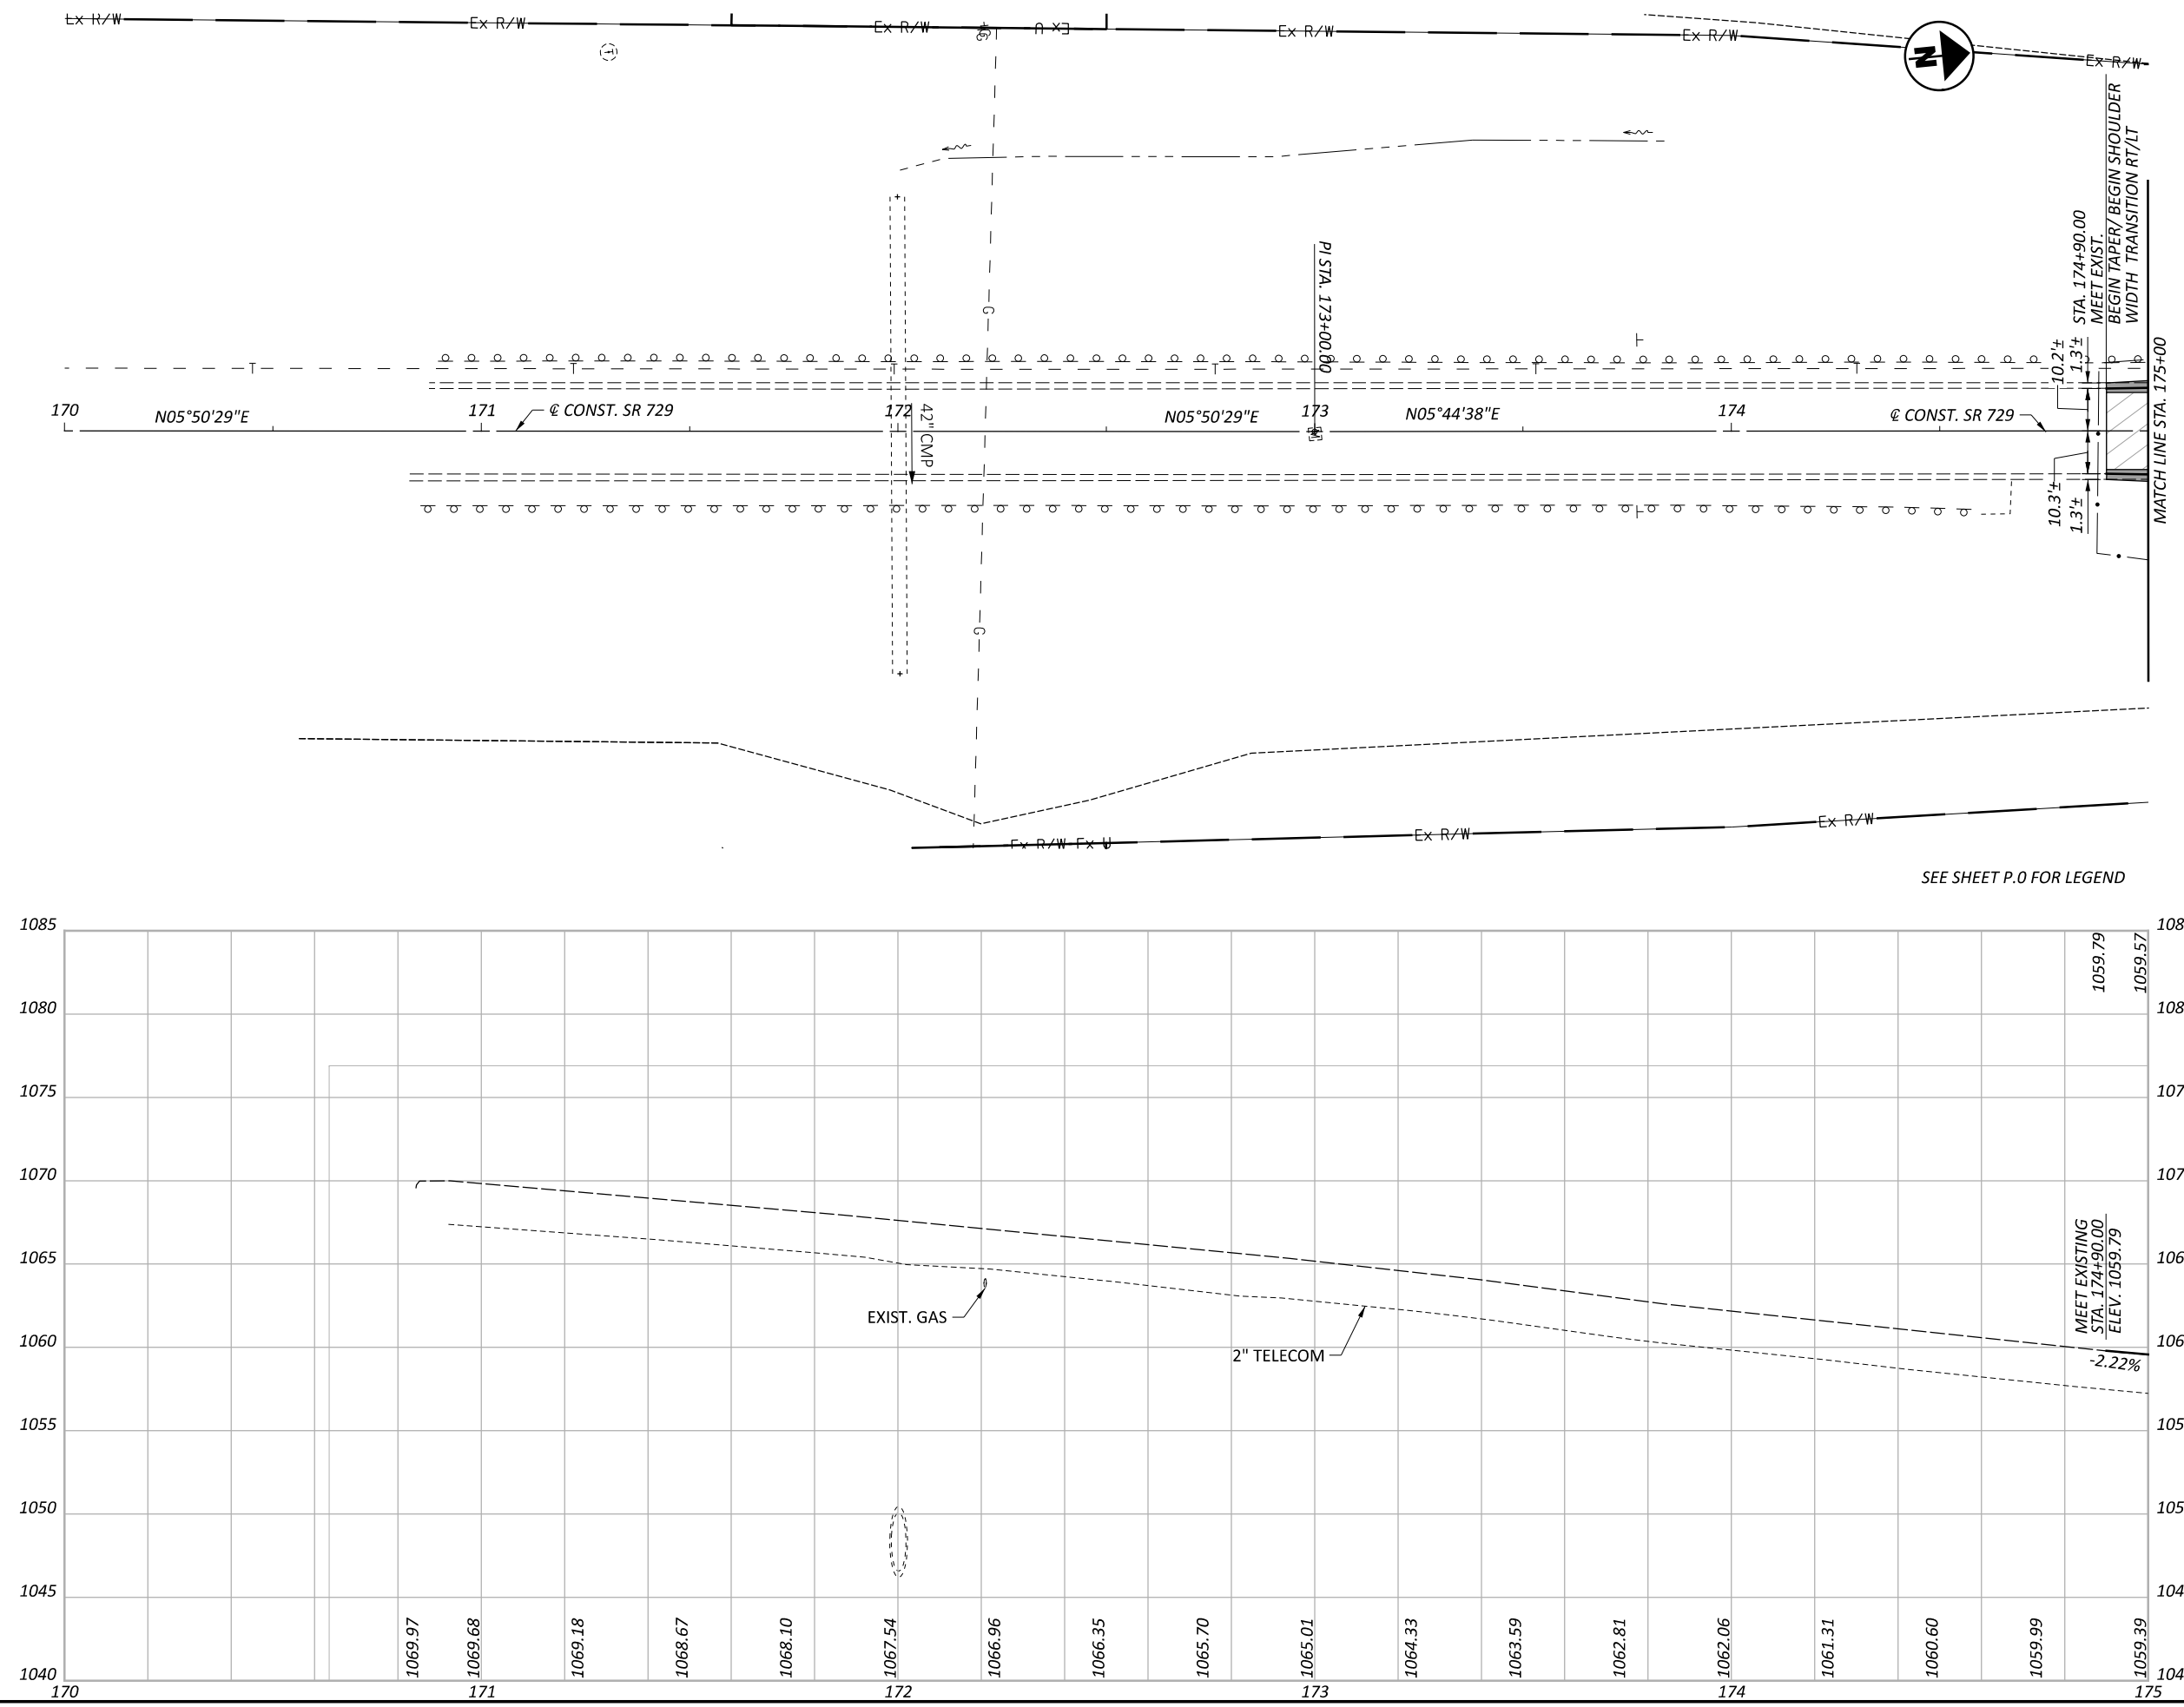 Ex R/W
Ex R/W
Ex R/W
Ex U
Ex R/W
Ex R/W
Ex R/W
N
T
STA. 174+90.00
MEET EXIST.
BEGIN TAPER/ BEGIN SHOULDER
WIDTH TRANSITION RT/LT
PI STA. 173+00.00
G
10.2'±
1.3'±
MATCH LINE STA. 175+00
T
T
T
T
T
T
170
N05°50'29"E
171
℄ CONST. SR 729
172
42" CMP
N05°50'29"E
173
N05°44'38"E
174
℄ CONST. SR 729
10.3'±
1.3'±
G
Ex R/W
Ex U
Ex R/W
Ex R/W
SEE SHEET P.0 FOR LEGEND
1085
1080
1075
1070
1065
1060
1055
1050
1045
1040
1059.79
1059.57
MEET EXISTING
STA. 174+90.00
ELEV. 1059.79
-2.22%
EXIST. GAS
2" TELECOM
1069.97
1069.68
1069.18
1068.67
1068.10
1067.54
1066.96
1066.35
1065.70
1065.01
1064.33
1063.59
1062.81
1062.06
1061.31
1060.60
1059.99
1059.39
170
171
172
173
174
175